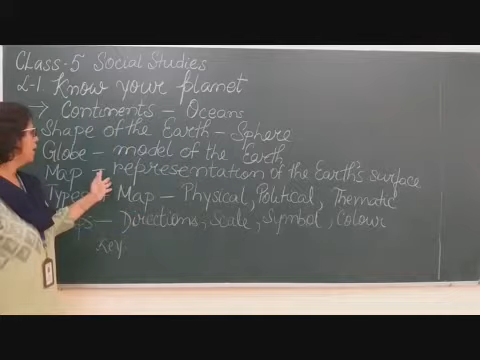 CLass-5 Social Studies
L-1 Know your planet
→ Continents - Oceans
Shape of the Earth - Sphere
Globe - model of the Earth
Map - representation of the Earth's surface
Types Map - Physical, Political, Thematic
- Directions, Scale, Symbol, Colour
Key